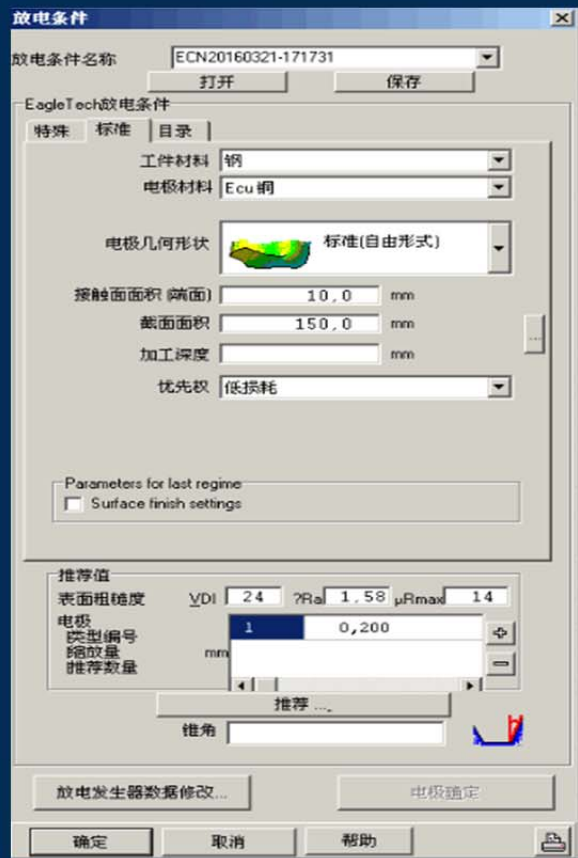 放电条件
放电条件名称 ECN20160321-171731
打开 保存
EagleTech放电条件
特殊 标准 目录
工件材料 钢
电极材料 Ecu 铜
电极几何形状 标准(自由形式)
接触面面积 (端面) 10,0 mm
截面面积 150,0 mm
...
加工深度 mm
优先权 低损耗
Parameters for last regime
Surface finish settings
推荐值
表面粗糙度 VDI 24 ?Ra 1,58 µRmax 14
电极
类型编号 1 0,200
缩放量 mm
推荐数量
推荐 ...
锥角
放电发生器数据修改... 电极确定
确定 取消 帮助